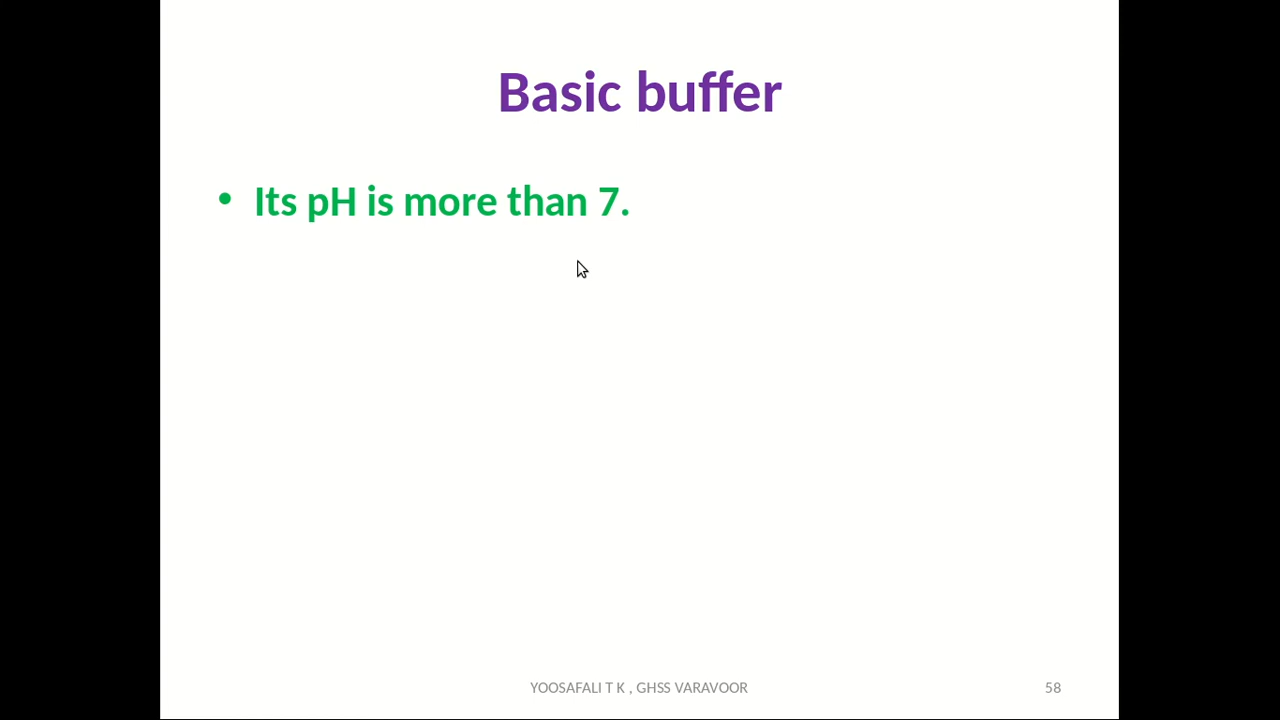 Basic buffer
• Its pH is more than 7.
YOOSAFALI T K , GHSS VARAVOOR
58